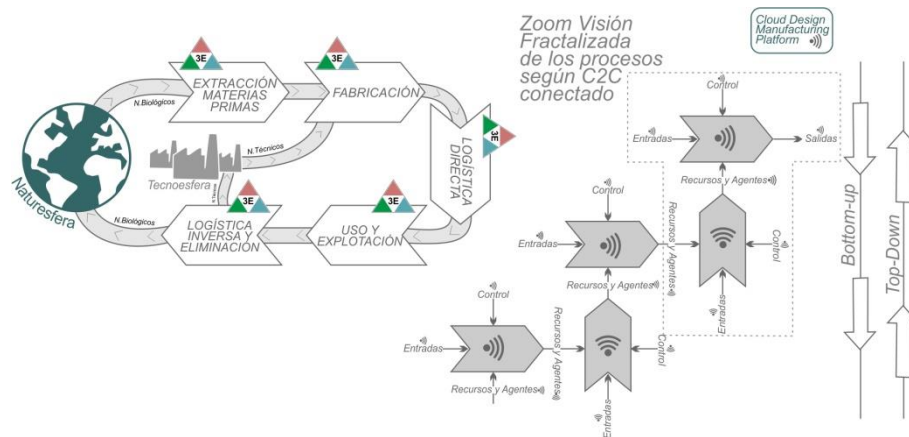 Zoom Visión
Fractalizada
de los procesos
según C2C
conectado
Cloud Design
Manufacturing
Platform
3E
EXTRACCIÓN
MATERIAS
PRIMAS
3E
FABRICACIÓN
3E
LOGÍSTICA
DIRECTA
3E
USO Y
EXPLOTACIÓN
3E
LOGÍSTICA
INVERSA Y
ELIMINACIÓN
N.Biológicos
N.Técnicos
N.Biológicos
Tecnoesfera
Naturesfera
Control
Entradas
Salidas
Recursos y Agentes
Control
Entradas
Recursos y Agentes
Control
Entradas
Recursos y Agentes
Control
Entradas
Recursos y Agentes
Control
Entradas
Recursos y Agentes
Bottom-up
Top-Down